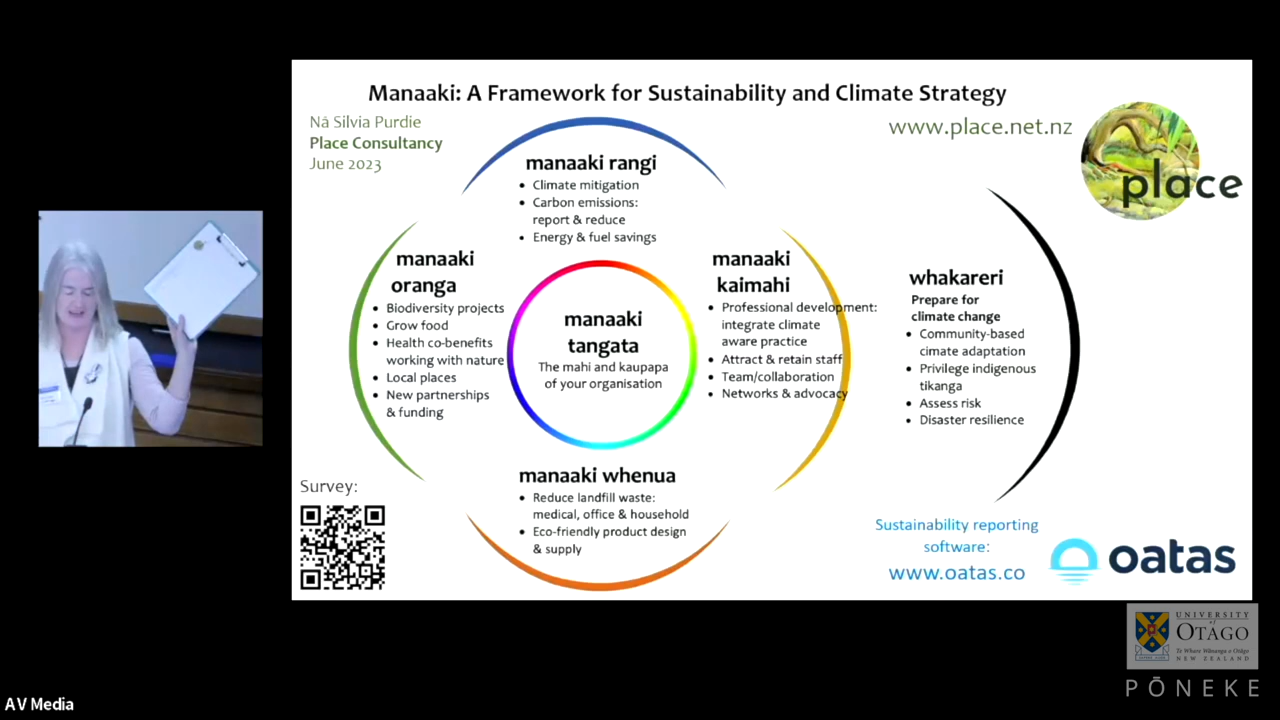 Manaaki: A Framework for Sustainability and Climate Strategy
Nā Silvia Purdie
Place Consultancy
June 2023
www.place.net.nz
place
manaaki rangi
• Climate mitigation
• Carbon emissions:
report & reduce
• Energy & fuel savings
manaaki
oranga
• Biodiversity projects
• Grow food
• Health co-benefits
working with nature
• Local places
• New partnerships
& funding
manaaki
tangata
The mahi and kaupapa
of your organisation
manaaki
kaimahi
• Professional development:
integrate climate
aware practice
• Attract & retain staff
• Team/collaboration
• Networks & advocacy
whakareri
Prepare for
climate change
• Community-based
cimate adaptation
• Privilege indigenous
tikanga
• Assess risk
• Disaster resilience
manaaki whenua
• Reduce landfill waste:
medical, office & household
• Eco-friendly product design
& supply
Survey:
Sustainability reporting
software:
www.oatas.co
oatas
UNIVERSITY
of
OTAGO
Te Whare Wānanga o Otāgo
NEW ZEALAND
PŌNEKE
AV Media